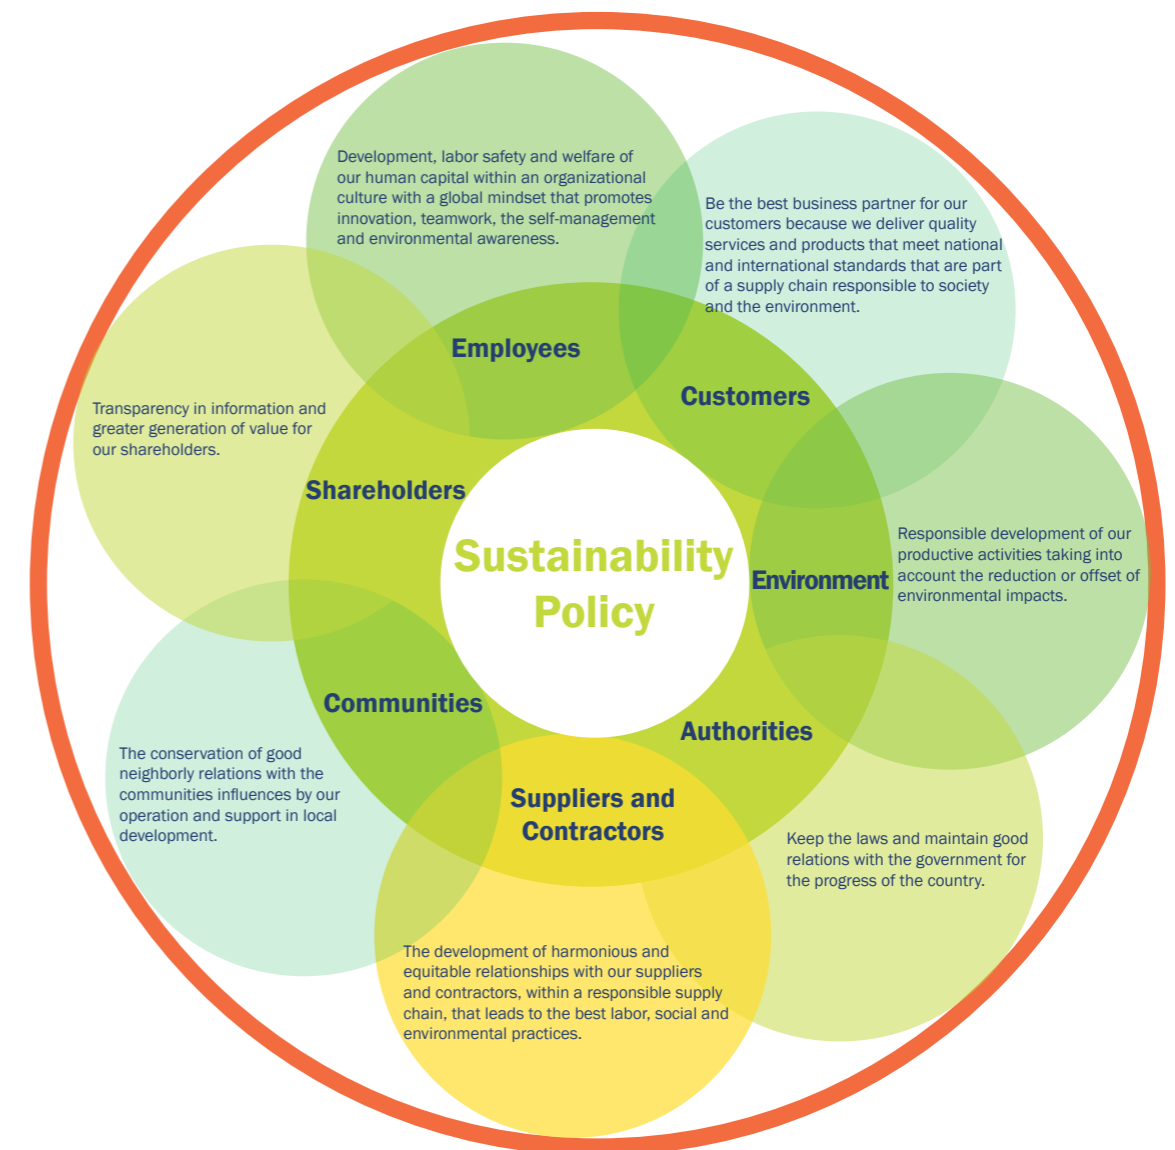 Development, labor safety and welfare of
our human capital within an organizational
culture with a global mindset that promotes
innovation, teamwork, the self-management
and environmental awareness.
Employees
Be the best business partner for our
customers because we deliver quality
services and products that meet national
and international standards that are part
of a supply chain responsible to society
and the environment.
Customers
Transparency in information and
greater generation of value for
our shareholders.
Shareholders
Sustainability
Policy
Environment
Responsible development of our
productive activities taking into
account the reduction or offset of
environmental impacts.
Communities
The conservation of good
neighborly relations with the
communities influences by our
operation and support in local
development.
Authorities
Keep the laws and maintain good
relations with the government for
the progress of the country.
Suppliers and
Contractors
The development of harmonious and
equitable relationships with our suppliers
and contractors, within a responsible supply
chain, that leads to the best labor, social and
environmental practices.